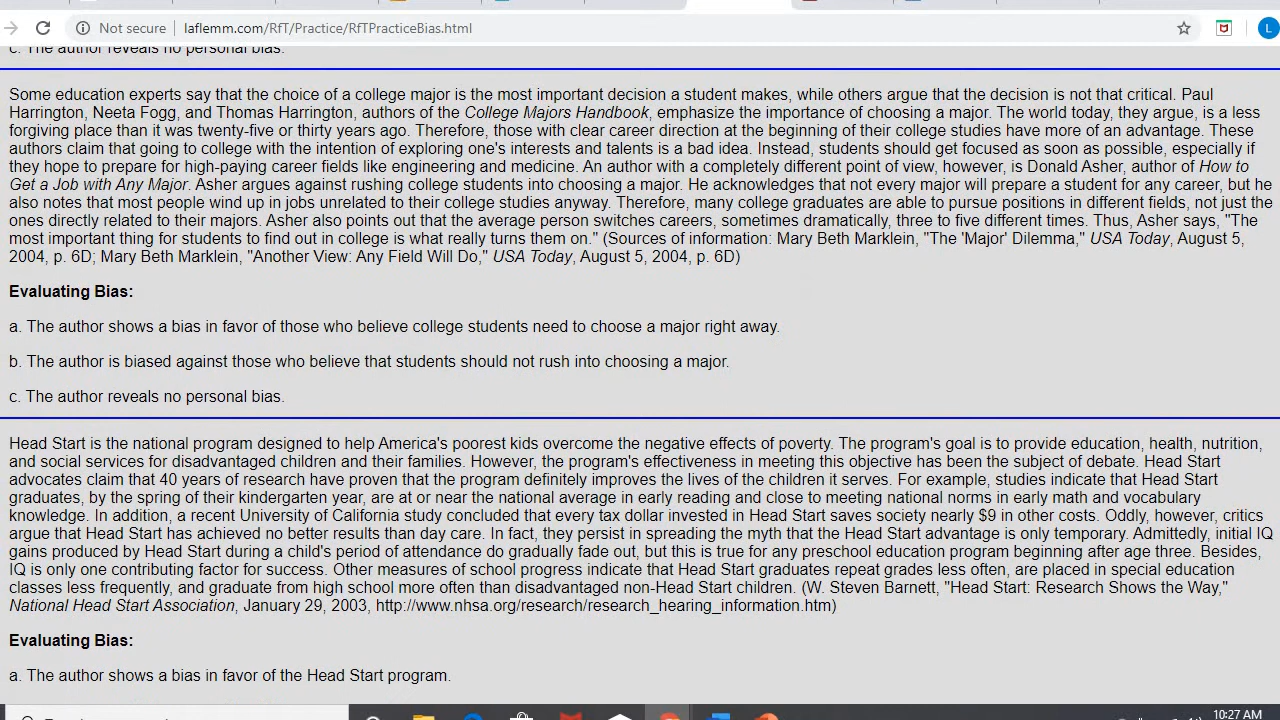 Not secure
laflemm.com/RfT/Practice/RfTPracticeBias.html
L
c. The author reveals no personal bias.
Some education experts say that the choice of a college major is the most important decision a student makes, while others argue that the decision is not that critical. Paul
Harrington, Neeta Fogg, and Thomas Harrington, authors of the College Majors Handbook, emphasize the importance of choosing a major. The world today, they argue, is a less
forgiving place than it was twenty-five or thirty years ago. Therefore, those with clear career direction at the beginning of their college studies have more of an advantage. These
authors claim that going to college with the intention of exploring one's interests and talents is a bad idea. Instead, students should get focused as soon as possible, especially if
they hope to prepare for high-paying career fields like engineering and medicine. An author with a completely different point of view, however, is Donald Asher, author of How to
Get a Job with Any Major. Asher argues against rushing college students into choosing a major. He acknowledges that not every major will prepare a student for any career, but he
also notes that most people wind up in jobs unrelated to their college studies anyway. Therefore, many college graduates are able to pursue positions in different fields, not just the
ones directly related to their majors. Asher also points out that the average person switches careers, sometimes dramatically, three to five different times. Thus, Asher says, "The
most important thing for students to find out in college is what really turns them on." (Sources of information: Mary Beth Marklein, "The 'Major' Dilemma," USA Today, August 5,
2004, p. 6D; Mary Beth Marklein, "Another View: Any Field Will Do," USA Today, August 5, 2004, p. 6D)
Evaluating Bias:
a. The author shows a bias in favor of those who believe college students need to choose a major right away.
b. The author is biased against those who believe that students should not rush into choosing a major.
c. The author reveals no personal bias.
Head Start is the national program designed to help America's poorest kids overcome the negative effects of poverty. The program's goal is to provide education, health, nutrition,
and social services for disadvantaged children and their families. However, the program's effectiveness in meeting this objective has been the subject of debate. Head Start
advocates claim that 40 years of research have proven that the program definitely improves the lives of the children it serves. For example, studies indicate that Head Start
graduates, by the spring of their kindergarten year, are at or near the national average in early reading and close to meeting national norms in early math and vocabulary
knowledge. In addition, a recent University of California study concluded that every tax dollar invested in Head Start saves society nearly $9 in other costs. Oddly, however, critics
argue that Head Start has achieved no better results than day care. In fact, they persist in spreading the myth that the Head Start advantage is only temporary. Admittedly, initial IQ
gains produced by Head Start during a child's period of attendance do gradually fade out, but this is true for any preschool education program beginning after age three. Besides,
IQ is only one contributing factor for success. Other measures of school progress indicate that Head Start graduates repeat grades less often, are placed in special education
classes less frequently, and graduate from high school more often than disadvantaged non-Head Start children. (W. Steven Barnett, "Head Start: Research Shows the Way,"
National Head Start Association, January 29, 2003, http://www.nhsa.org/research/research_hearing_information.htm)
Evaluating Bias:
a. The author shows a bias in favor of the Head Start program.
10:27 AM